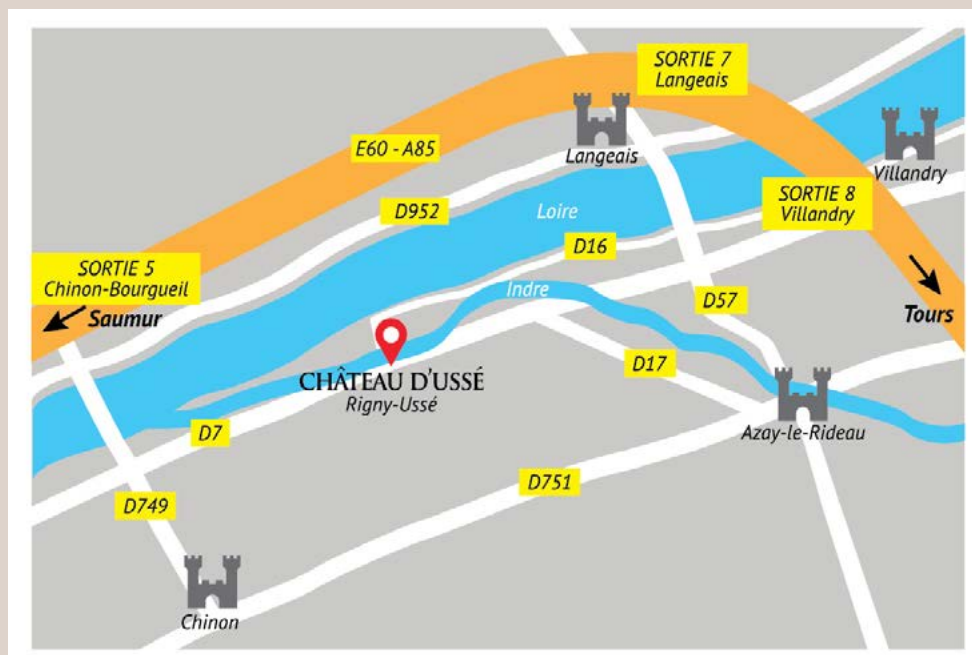 SORTIE 7
Langeais
E60 - A85
Langeais
Villandry
SORTIE 8
Villandry
D952
Loire
D16
SORTIE 5
Chinon-Bourgueil
Saumur
Indre
D57
Tours
CHÂTEAU D'USSÉ
Rigny-Ussé
D17
D7
Azay-le-Rideau
D751
D749
Chinon